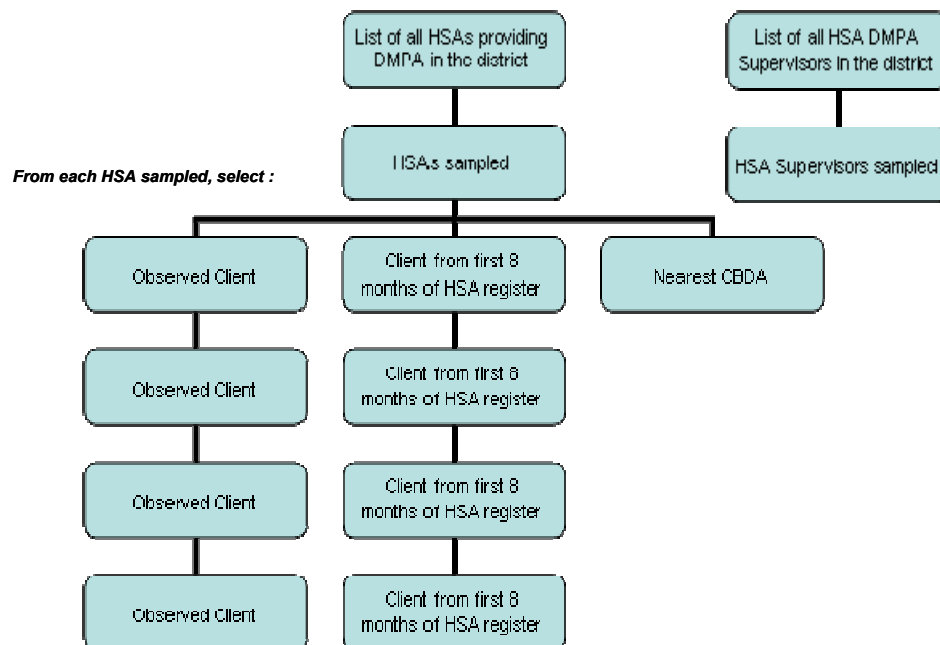 List of all HSAs providing
DMPA in the district
List of all HSA DMPA
Supervisors in the district
HSAs sampled
HSA Supervisors sampled
From each HSA sampled, select :
Observed Client
Client from first 8
months of HSA register
Nearest CBDA
Observed Client
Client from first 6
months of HSA register
Observed Client
Client from first 8
months of HSA register
Observed Client
Client from first 8
months of HSA register